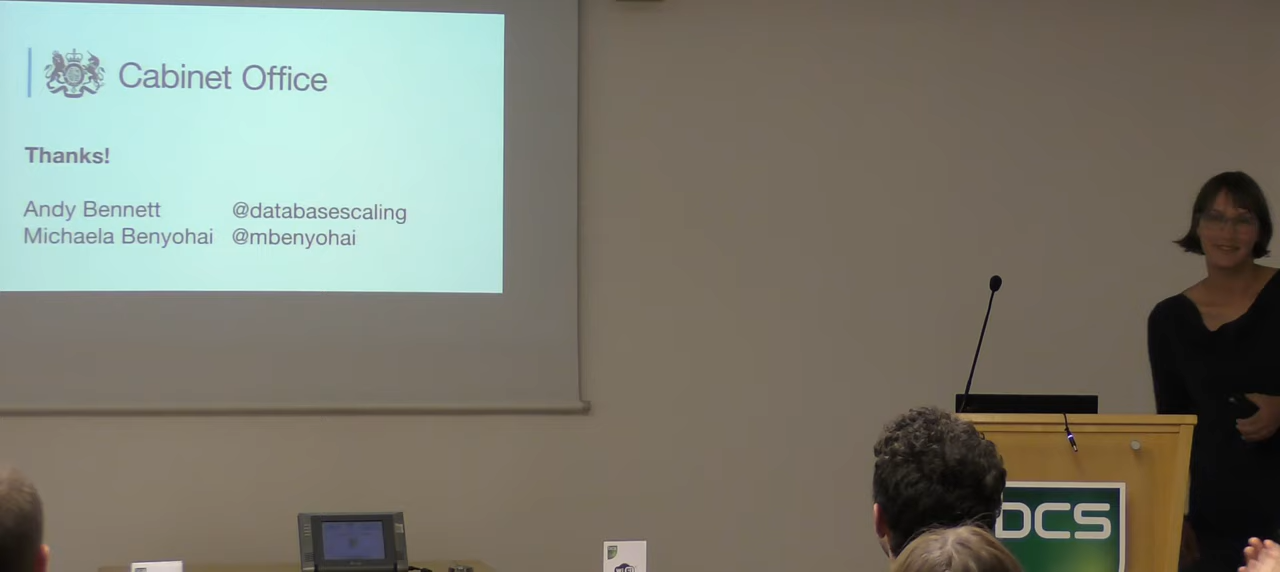 Cabinet Office
Thanks!
Andy Bennett @databasescaling
Michaela Benyohai @mbenyohai
DCS